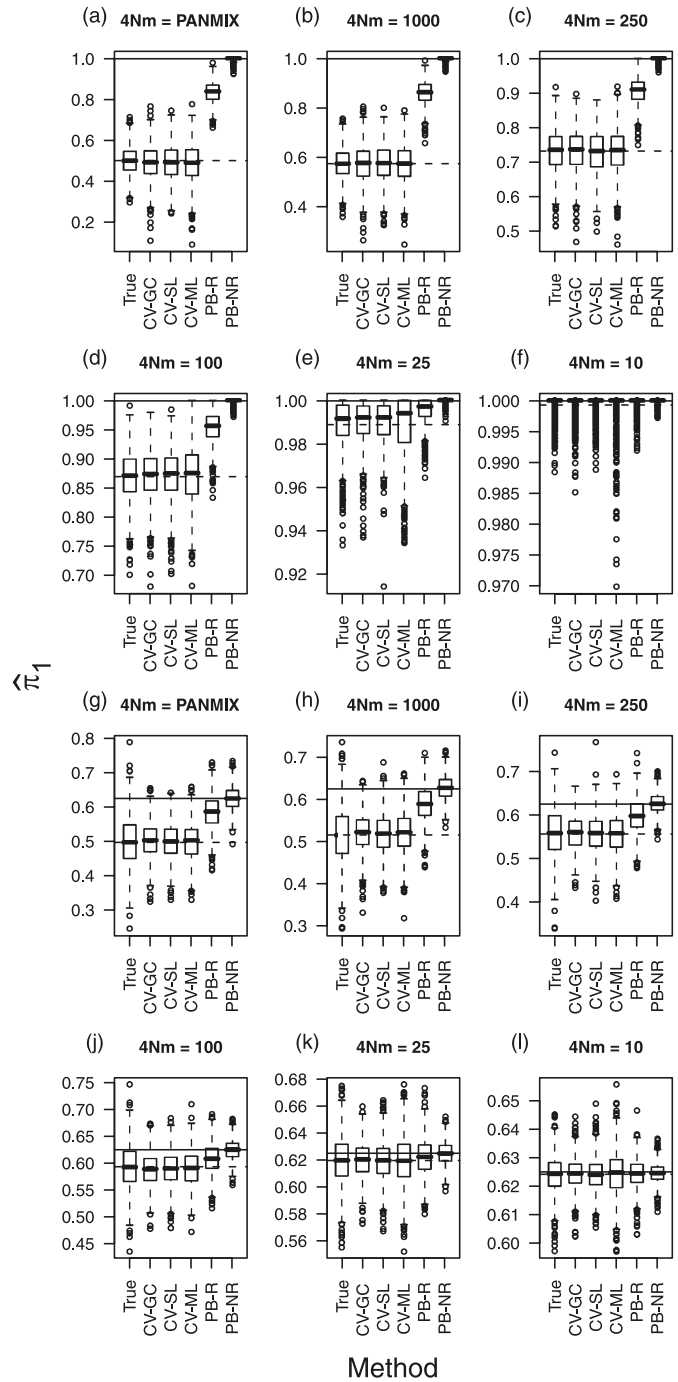 (a) 4Nm = PANMIX
(b) 4Nm = 1000
(c) 4Nm = 250
1.0
0.8
0.6
0.4
0.2
1.0
0.8
0.6
0.4
1.0
0.9
0.8
0.7
0.6
0.5
True CV-GC CV-SL CV-ML PB-R PB-NR
True CV-GC CV-SL CV-ML PB-R PB-NR
True CV-GC CV-SL CV-ML PB-R PB-NR
(d) 4Nm = 100
(e) 4Nm = 25
(f) 4Nm = 10
1.00
0.95
0.90
0.85
0.80
0.75
0.70
1.00
0.98
0.96
0.94
0.92
1.000
0.995
0.990
0.985
0.980
0.975
0.970
True CV-GC CV-SL CV-ML PB-R PB-NR
True CV-GC CV-SL CV-ML PB-R PB-NR
True CV-GC CV-SL CV-ML PB-R PB-NR
π̂1
(g) 4Nm = PANMIX
(h) 4Nm = 1000
(i) 4Nm = 250
0.8
0.7
0.6
0.5
0.4
0.3
0.7
0.6
0.5
0.4
0.3
0.7
0.6
0.5
0.4
True CV-GC CV-SL CV-ML PB-R PB-NR
True CV-GC CV-SL CV-ML PB-R PB-NR
True CV-GC CV-SL CV-ML PB-R PB-NR
(j) 4Nm = 100
(k) 4Nm = 25
(l) 4Nm = 10
0.75
0.70
0.65
0.60
0.55
0.50
0.45
0.68
0.66
0.64
0.62
0.60
0.58
0.56
0.65
0.64
0.63
0.62
0.61
0.60
True CV-GC CV-SL CV-ML PB-R PB-NR
True CV-GC CV-SL CV-ML PB-R PB-NR
True CV-GC CV-SL CV-ML PB-R PB-NR
Method